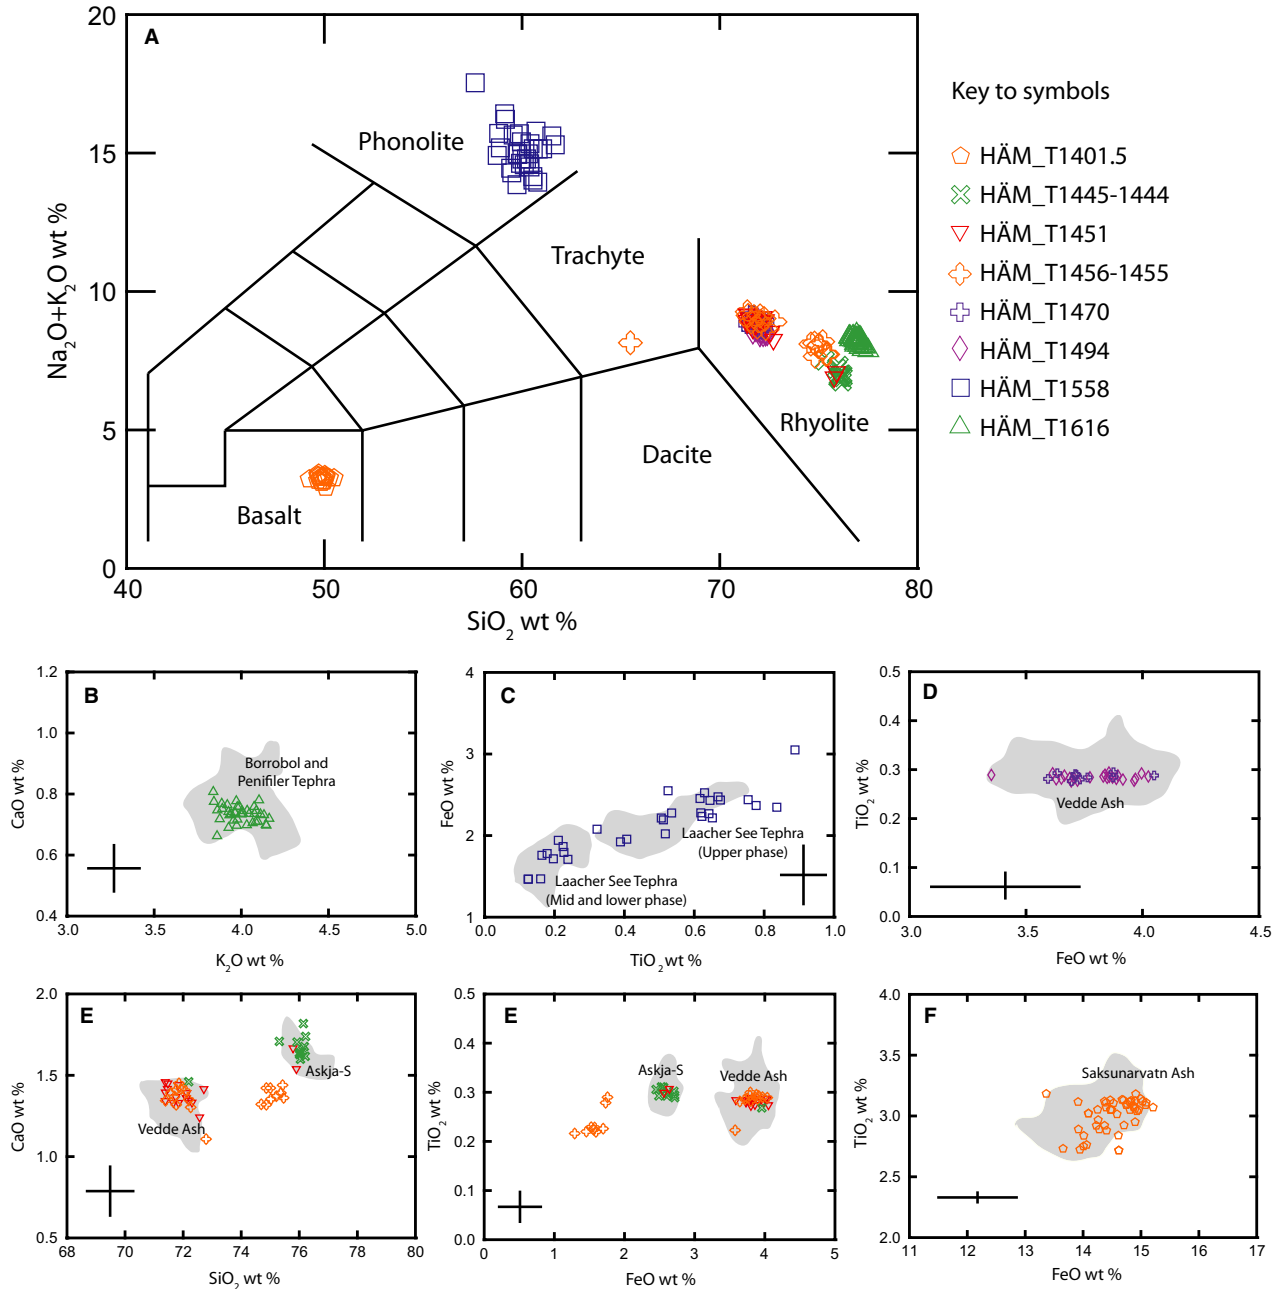 A
20
15
10
5
0
40
50
60
70
80
Na2O+K2O wt %
SiO2 wt %
Phonolite
Trachyte
Rhyolite
Dacite
Basalt
Key to symbols
HÄM_T1401.5
HÄM_T1445-1444
HÄM_T1451
HÄM_T1456-1455
HÄM_T1470
HÄM_T1494
HÄM_T1558
HÄM_T1616
B
1.2
1.0
0.8
0.6
0.4
3.0
3.5
4.0
4.5
5.0
CaO wt %
K2O wt %
Borrobol and
Penifiler Tephra
C
4
3
2
1
0.0
0.2
0.4
0.6
0.8
1.0
FeO wt %
TiO2 wt %
Laacher See Tephra
(Upper phase)
Laacher See Tephra
(Mid and lower phase)
D
0.5
0.4
0.3
0.2
0.1
0.0
3.0
3.5
4.0
4.5
TiO2 wt %
FeO wt %
Vedde Ash
E
2.0
1.5
1.0
0.5
68
70
72
74
76
78
80
CaO wt %
SiO2 wt %
Askja-S
Vedde Ash
E
0.5
0.4
0.3
0.2
0.1
0.0
0
1
2
3
4
5
TiO2 wt %
FeO wt %
Askja-S
Vedde Ash
F
4.0
3.5
3.0
2.5
2.0
11
12
13
14
15
16
17
TiO2 wt %
FeO wt %
Saksunarvatn Ash